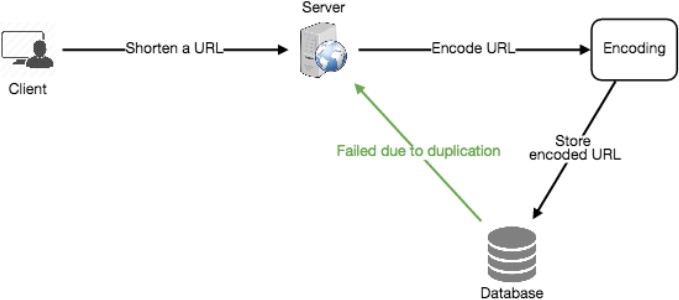 Server
Shorten a URL
Encode URL
Encoding
Client
Failed due to duplication
Store
encoded URL
Database